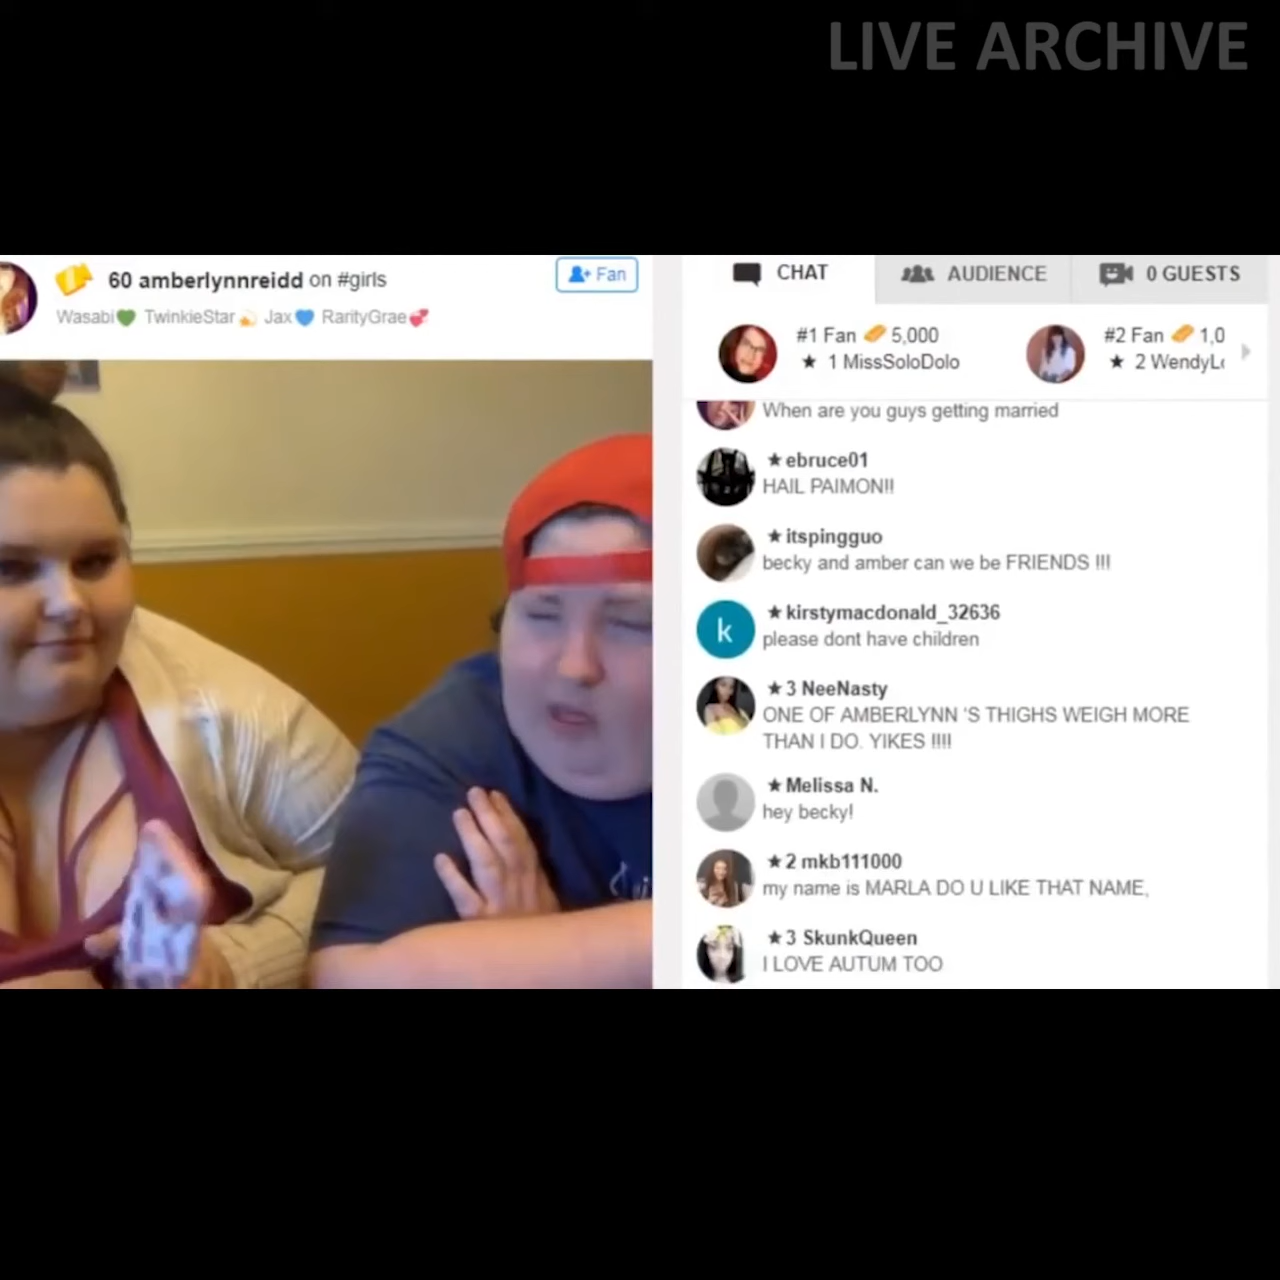 LIVE ARCHIVE
60 amberlynnreidd on #girls
Fan
Wasabi💚 TwinkieStar💫 Jax💙 RarityGrae💞
CHAT
AUDIENCE
0 GUESTS
#1 Fan 5,000
★ 1 MissSoloDolo
#2 Fan 1,0
★ 2 WendyL
When are you guys getting married
★ ebruce01
HAIL PAIMON!!
★ itspingguo
becky and amber can we be FRIENDS !!!
k
★ kirstymacdonald_32636
please dont have children
★ 3 NeeNasty
ONE OF AMBERLYNN 'S THIGHS WEIGH MORE
THAN I DO. YIKES !!!!
★ Melissa N.
hey becky!
★ 2 mkb111000
my name is MARLA DO U LIKE THAT NAME,
★ 3 SkunkQueen
I LOVE AUTUM TOO